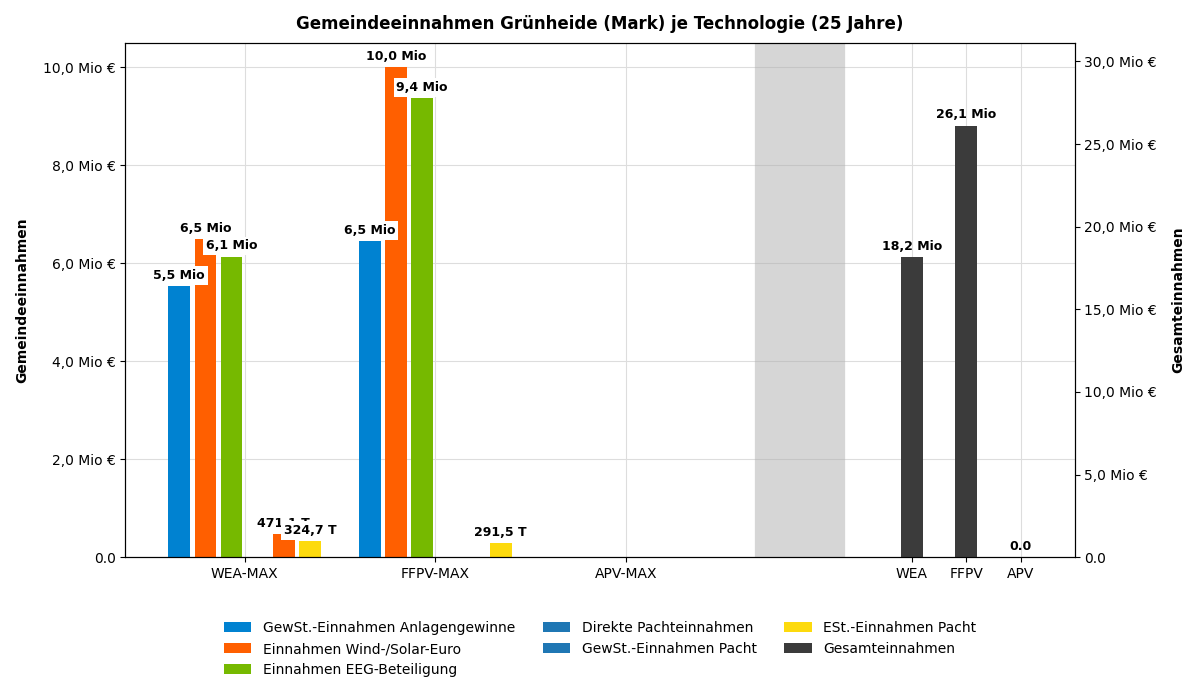 Gemeindeeinnahmen Grünheide (Mark) je Technologie (25 Jahre)
Gemeindeeinnahmen
10,0 Mio €
8,0 Mio €
6,0 Mio €
4,0 Mio €
2,0 Mio €
0.0
5,5 Mio
6,5 Mio
6,1 Mio
324,7 T
6,5 Mio
10,0 Mio
9,4 Mio
291,5 T
18,2 Mio
26,1 Mio
0.0
30,0 Mio €
25,0 Mio €
20,0 Mio €
15,0 Mio €
10,0 Mio €
5,0 Mio €
0.0
Gesamteinnahmen
WEA-MAX
FFPV-MAX
APV-MAX
WEA
FFPV
APV
GewSt.-Einnahmen Anlagengewinne
Einnahmen Wind-/Solar-Euro
Einnahmen EEG-Beteiligung
Direkte Pachteinnahmen
GewSt.-Einnahmen Pacht
ESt.-Einnahmen Pacht
Gesamteinnahmen